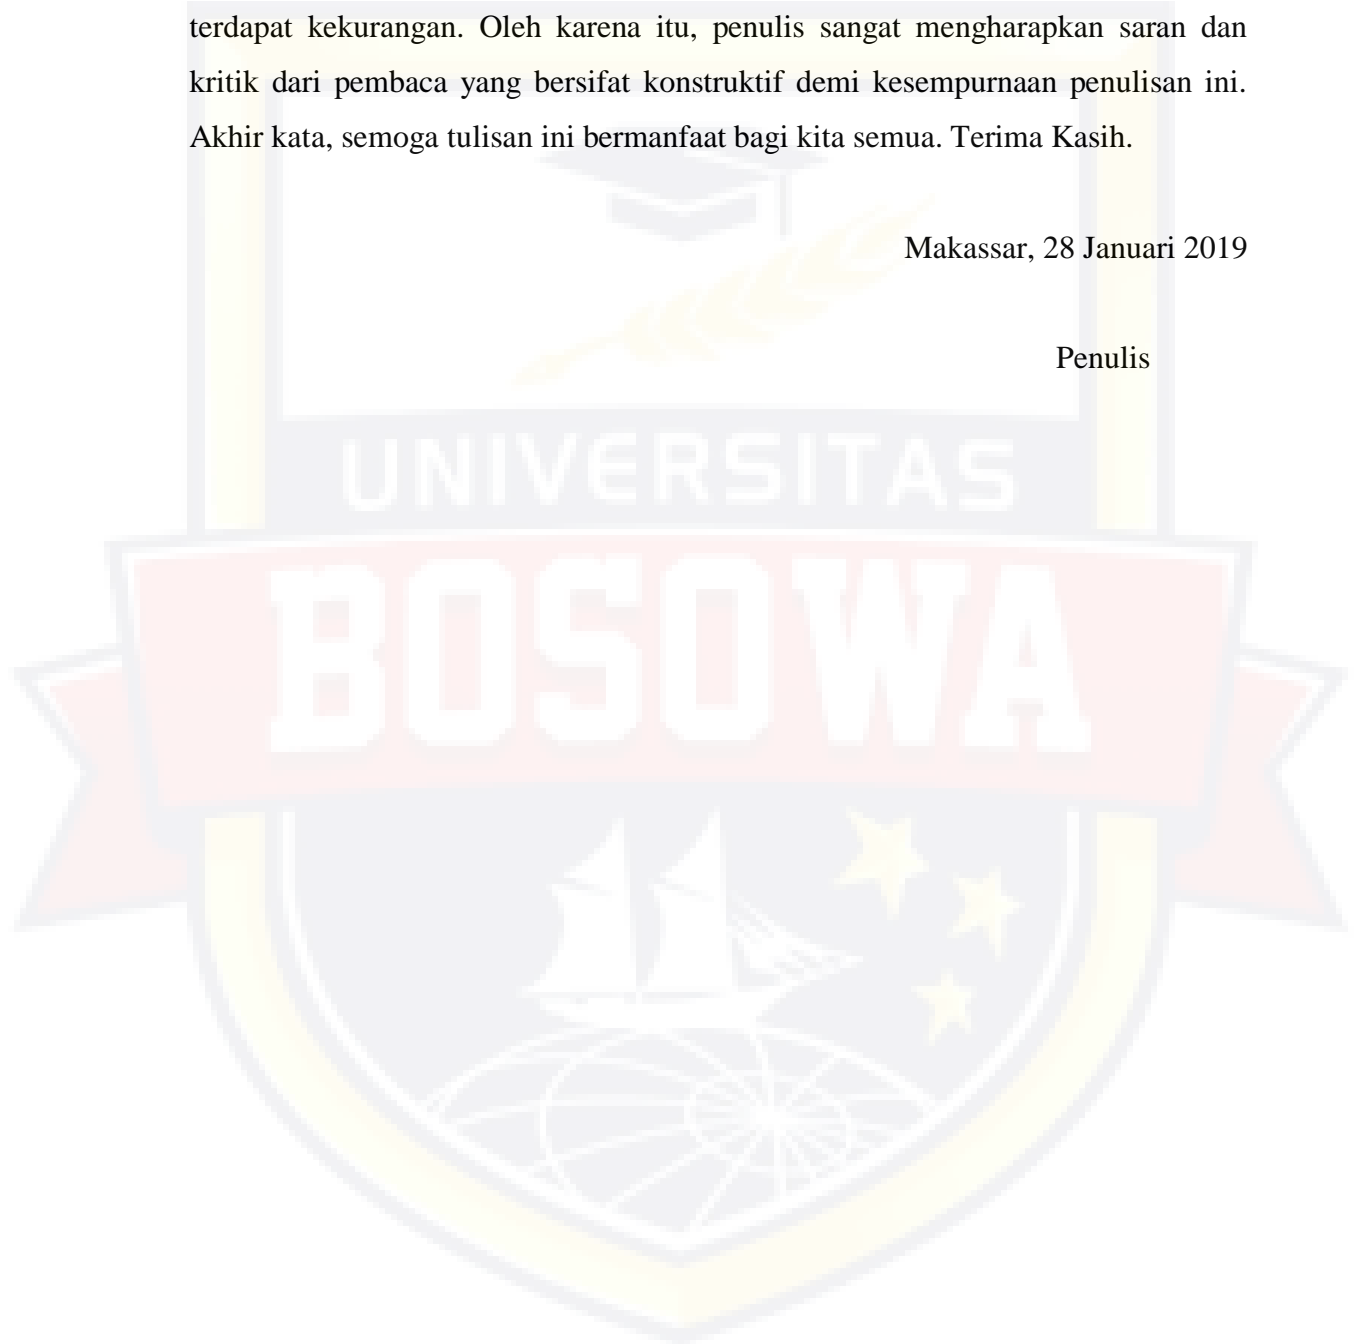 terdapat kekurangan. Oleh karena itu, penulis sangat mengharapkan saran dan
kritik dari pembaca yang bersifat konstruktif demi kesempurnaan penulisan ini.
Akhir kata, semoga tulisan ini bermanfaat bagi kita semua. Terima Kasih.
Makassar, 28 Januari 2019
Penulis
UNIVERSITAS
BOSOWA